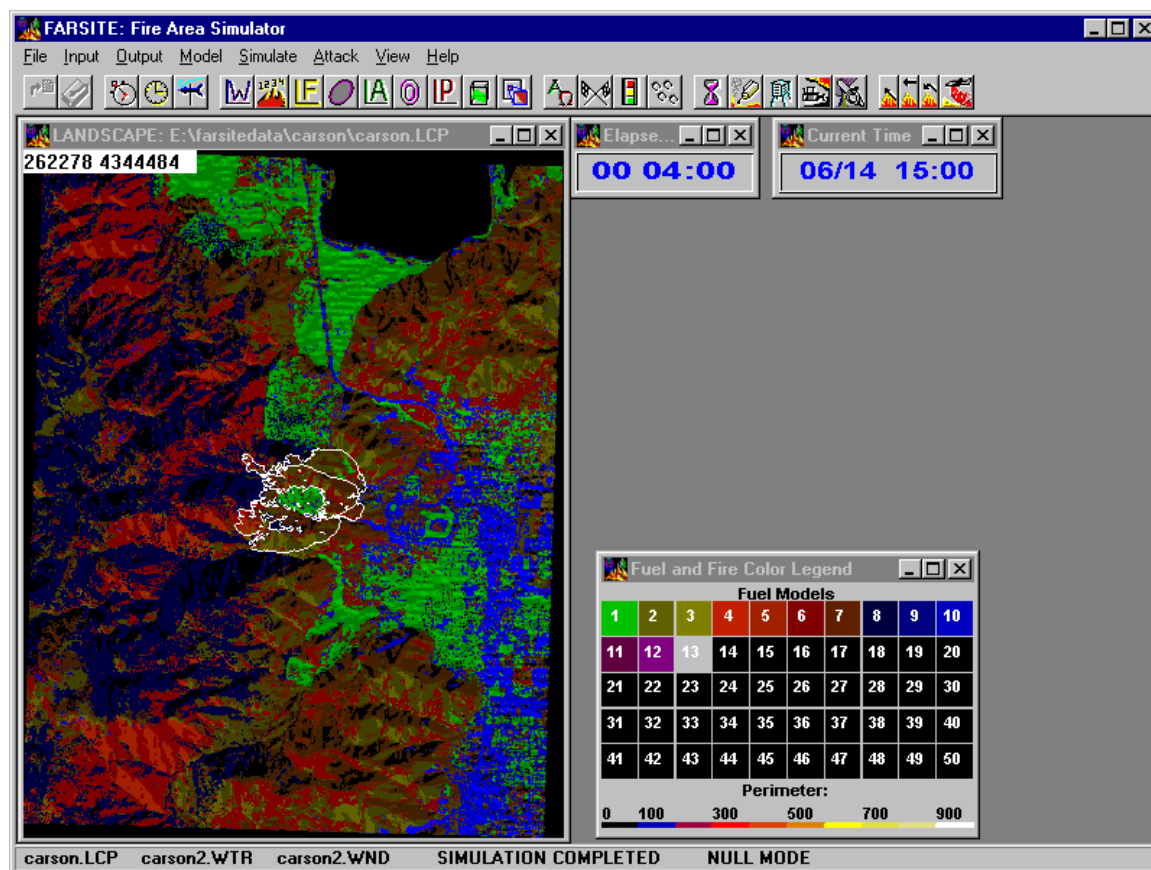 FARSITE: Fire Area Simulator
File Input Output Model Simulate Attack View Help
LANDSCAPE: E:\farsitedata\carson\carson.LCP
Elapse...
Current Time
262278 4344484
00 04:00
06/14 15:00
Fuel and Fire Color Legend
Fuel Models
1 2 3 4 5 6 7 8 9 10
11 12 13 14 15 16 17 18 19 20
21 22 23 24 25 26 27 28 29 30
31 32 33 34 35 36 37 38 39 40
41 42 43 44 45 46 47 48 49 50
Perimeter:
0 100 300 500 700 900
carson.LCP carson2.WTR carson2.WND SIMULATION COMPLETED NULL MODE